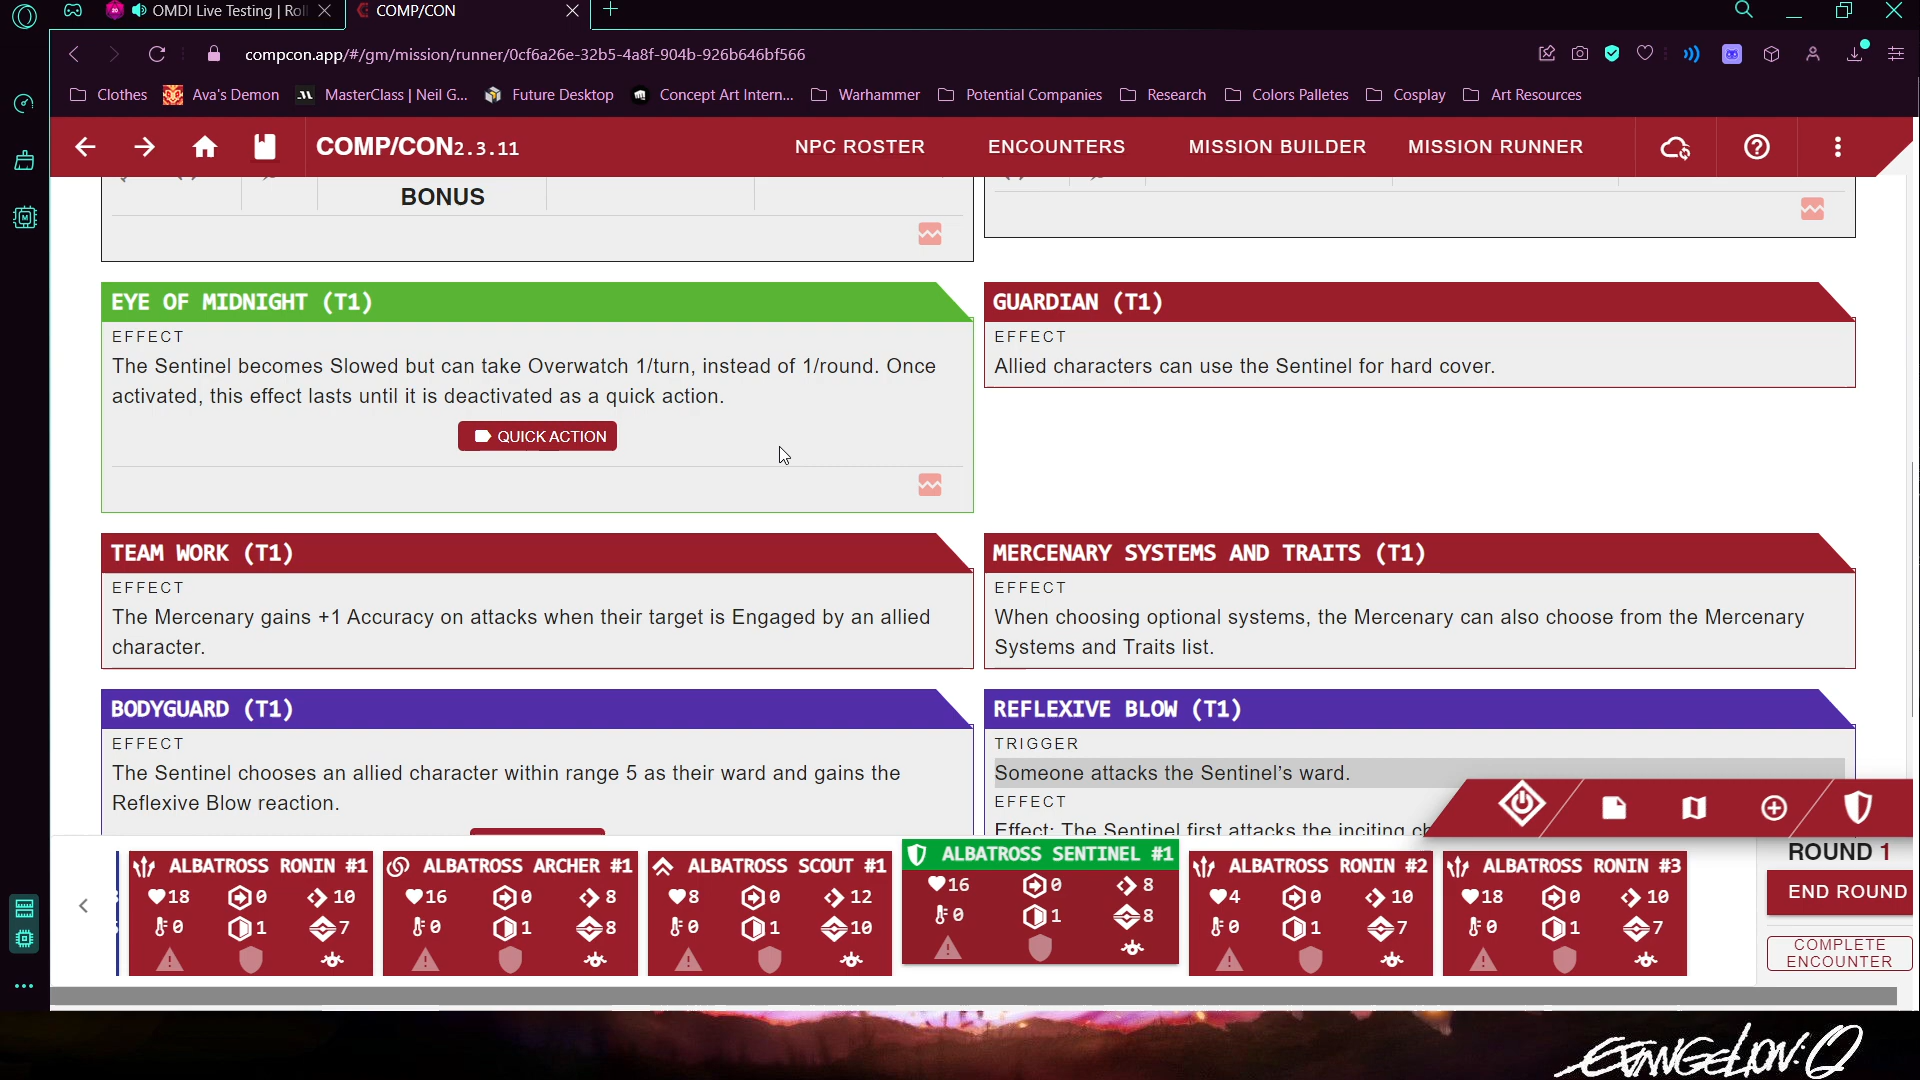 OMDI Live Testing | Rol
COMP/CON
compcon.app/#/gm/mission/runner/0cf6a26e-32b5-4a8f-904b-926b646bf566
Clothes
Ava's Demon
MasterClass | Neil G...
Future Desktop
Concept Art Intern...
Warhammer
Potential Companies
Research
Colors Palletes
Cosplay
Art Resources
COMP/CON2.3.11
NPC ROSTER
ENCOUNTERS
MISSION BUILDER
MISSION RUNNER
BONUS
EYE OF MIDNIGHT (T1)
EFFECT
The Sentinel becomes Slowed but can take Overwatch 1/turn, instead of 1/round. Once
activated, this effect lasts until it is deactivated as a quick action.
QUICK ACTION
GUARDIAN (T1)
EFFECT
Allied characters can use the Sentinel for hard cover.
TEAM WORK (T1)
EFFECT
The Mercenary gains +1 Accuracy on attacks when their target is Engaged by an allied
character.
MERCENARY SYSTEMS AND TRAITS (T1)
EFFECT
When choosing optional systems, the Mercenary can also choose from the Mercenary
Systems and Traits list.
BODYGUARD (T1)
EFFECT
The Sentinel chooses an allied character within range 5 as their ward and gains the
Reflexive Blow reaction.
REFLEXIVE BLOW (T1)
TRIGGER
Someone attacks the Sentinel's ward.
EFFECT
Effect: The Sentinel first attacks the inciting
ALBATROSS RONIN #1
18 0 10
0 1 7
ALBATROSS ARCHER #1
16 0 8
0 1 8
ALBATROSS SCOUT #1
8 0 12
0 1 10
ALBATROSS SENTINEL #1
16 0 8
0 1 8
ALBATROSS RONIN #2
4 0 10
0 1 7
ALBATROSS RONIN #3
18 0 10
0 1 7
ROUND 1
END ROUND
COMPLETE
ENCOUNTER
EVANGELION:Q